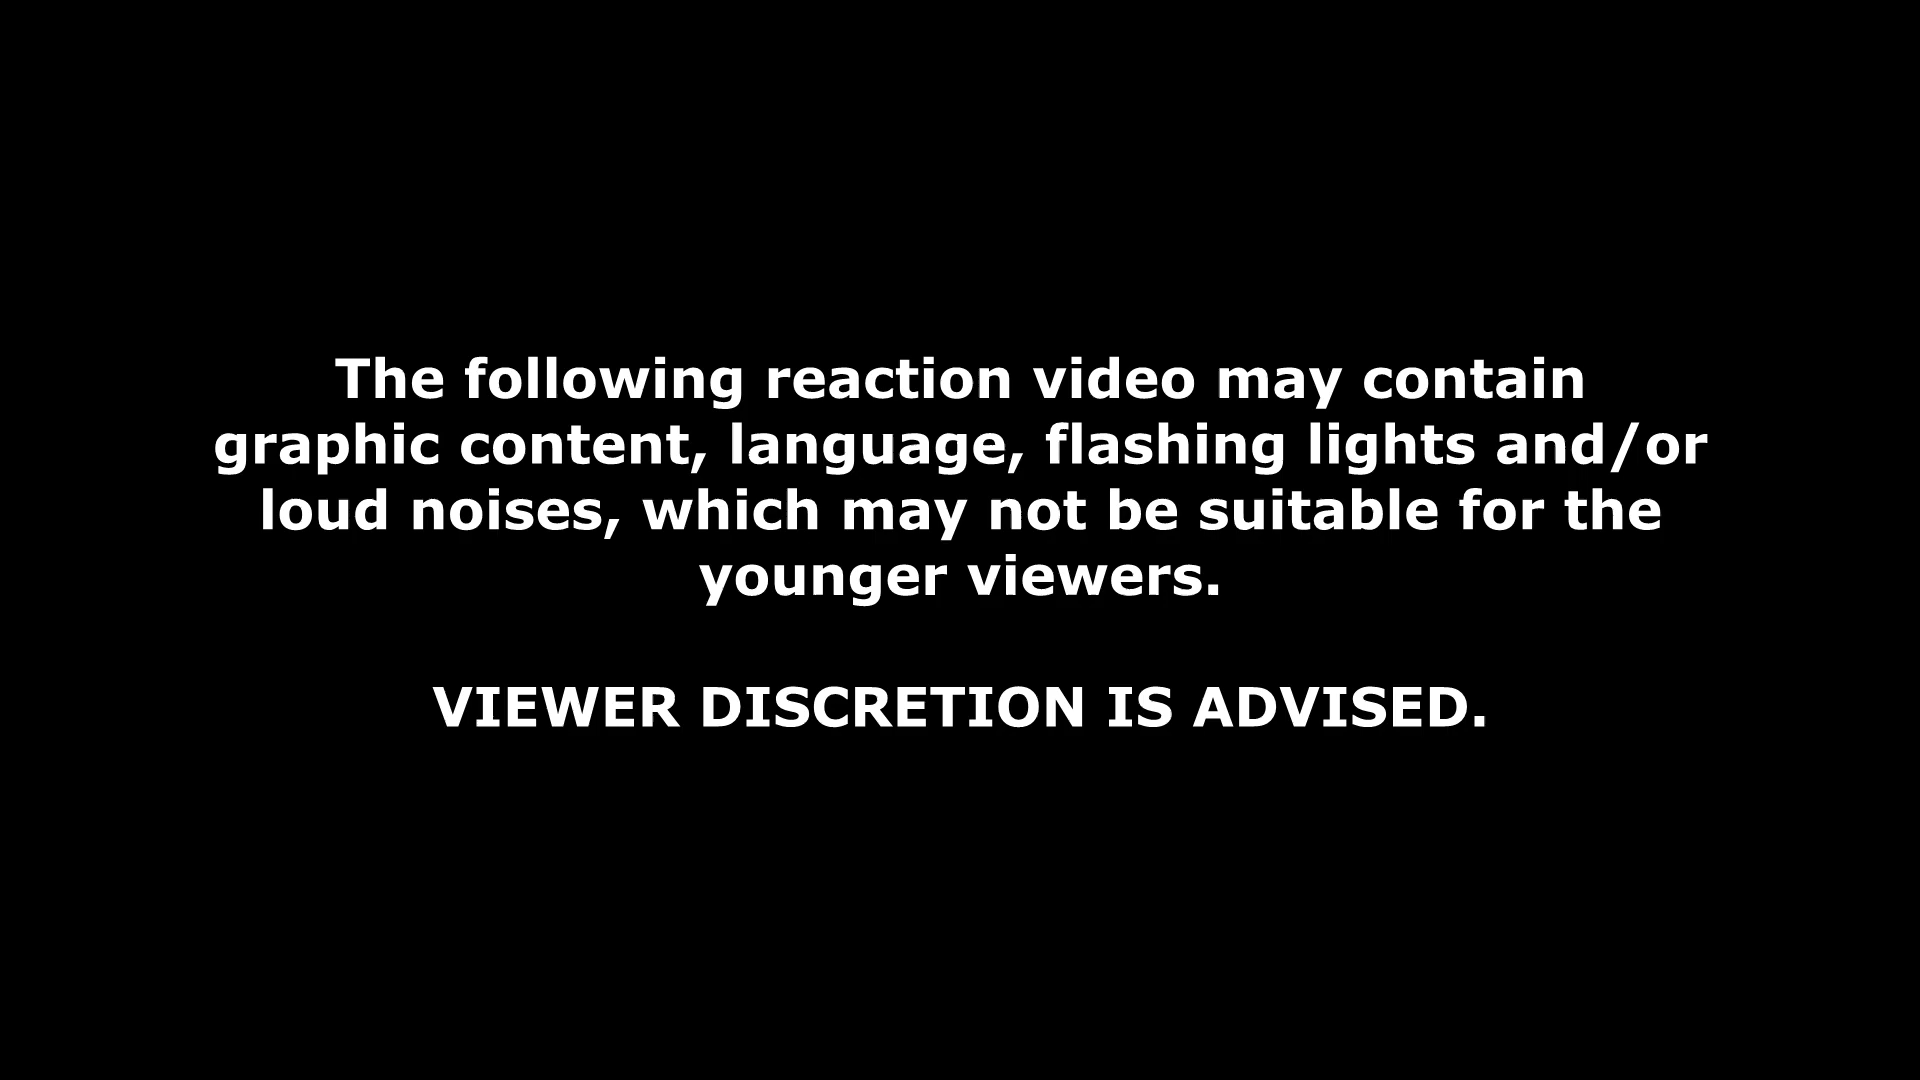 The following reaction video may contain
graphic content, language, flashing lights and/or
loud noises, which may not be suitable for the
younger viewers.
VIEWER DISCRETION IS ADVISED.